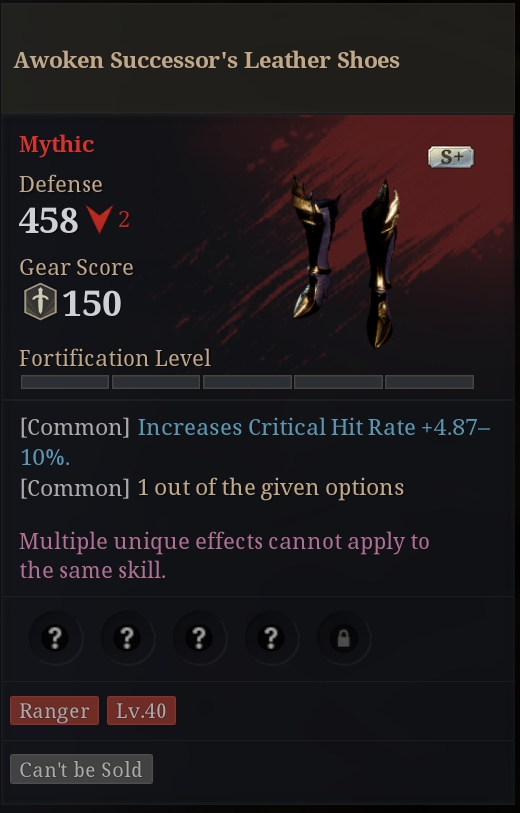 Awoken Successor's Leather Shoes
Mythic
S+
Defense
458 2
Gear Score
150
Fortification Level
[Common] Increases Critical Hit Rate +4.87–
10%.
[Common] 1 out of the given options
Multiple unique effects cannot apply to
the same skill.
? ? ? ?
Ranger Lv.40
Can't be Sold